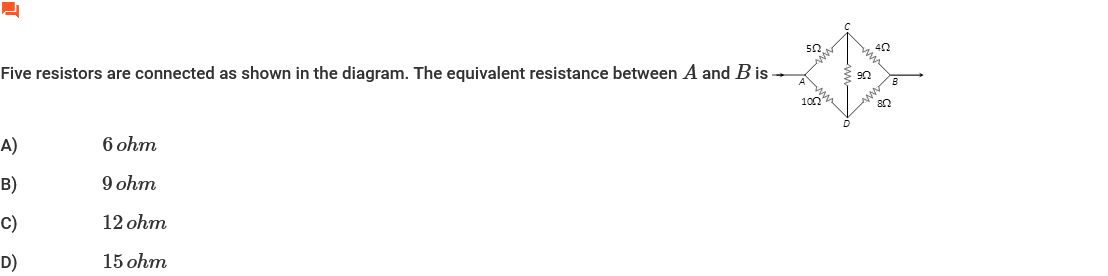 C
5Ω 4Ω
Five resistors are connected as shown in the diagram. The equivalent resistance between A and B is
9Ω
A B
10Ω 8Ω
D
A) 6 ohm
B) 9 ohm
C) 12 ohm
D) 15 ohm